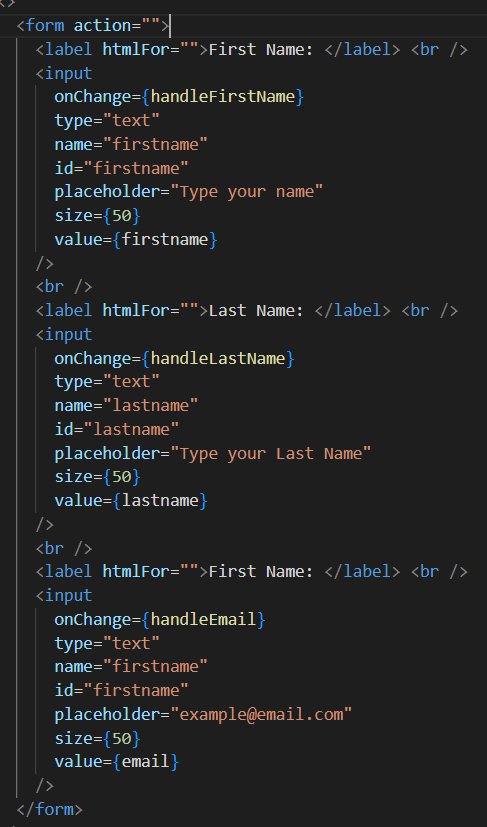 <>
<form action="">
<label htmlFor="">First Name: </label> <br />
<input
onChange={handleFirstName}
type="text"
name="firstname"
id="firstname"
placeholder="Type your name"
size={50}
value={firstname}
/>
<br />
<label htmlFor="">Last Name: </label> <br />
<input
onChange={handleLastName}
type="text"
name="lastname"
id="lastname"
placeholder="Type your Last Name"
size={50}
value={lastname}
/>
<br />
<label htmlFor="">First Name: </label> <br />
<input
onChange={handleEmail}
type="text"
name="firstname"
id="firstname"
placeholder="example@email.com"
size={50}
value={email}
/>
</form>